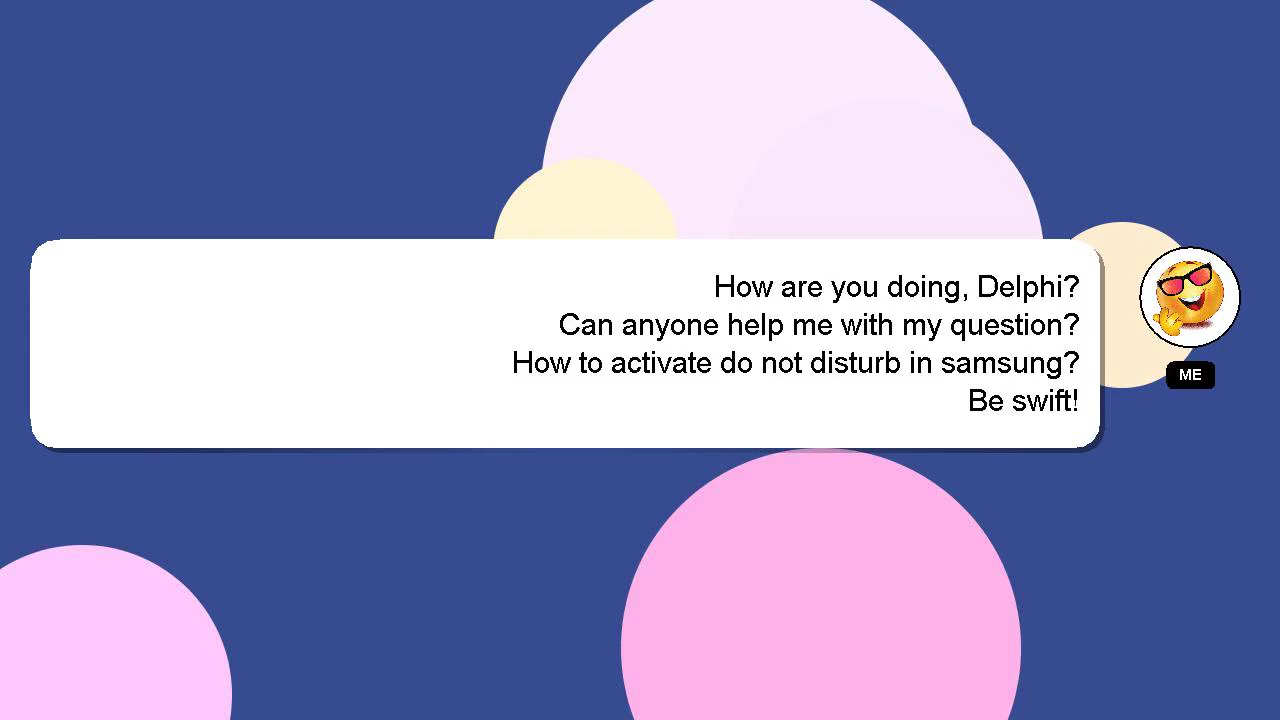 How are you doing, Delphi?
Can anyone help me with my question?
How to activate do not disturb in samsung?
Be swift!
ME